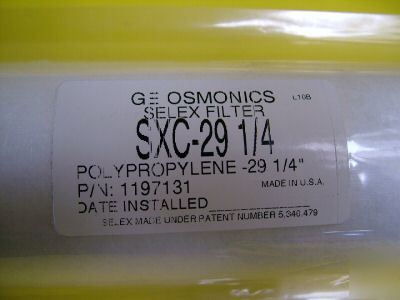 GE OSMONICS L16B
SELEX FILTER
SXC-29 1/4
POLYPROPYLENE -29 1/4"
P/N: 1197131 MADE IN U.S.A.
DATE INSTALLED
SELEX MADE UNDER PATENT NUMBER 5,340,479